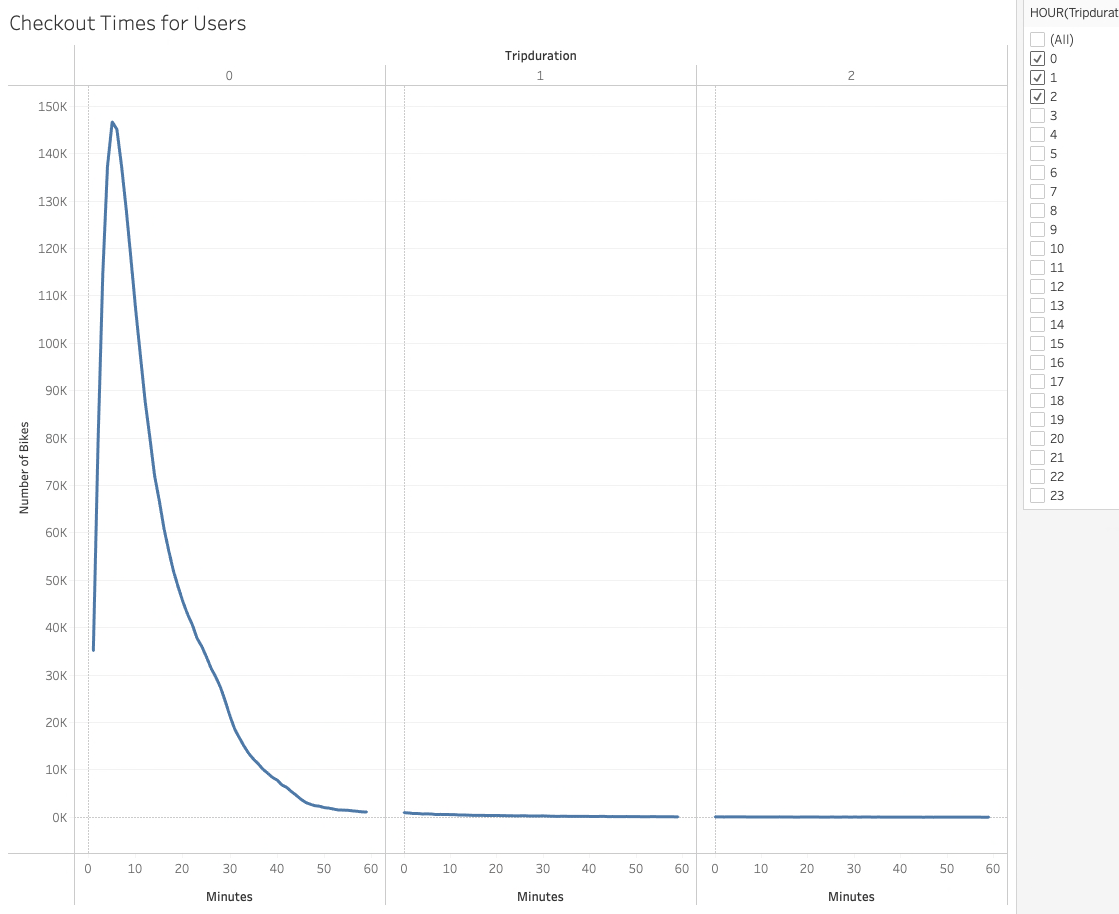 Checkout Times for Users
Tripduration
0 1 2
150K
140K
130K
120K
110K
100K
90K
80K
70K
60K
50K
40K
30K
20K
10K
0K
Number of Bikes
0 10 20 30 40 50 60 0 10 20 30 40 50 60 0 10 20 30 40 50 60
Minutes Minutes Minutes
HOUR(Tripdurat
(All)
0
1
2
3
4
5
6
7
8
9
10
11
12
13
14
15
16
17
18
19
20
21
22
23